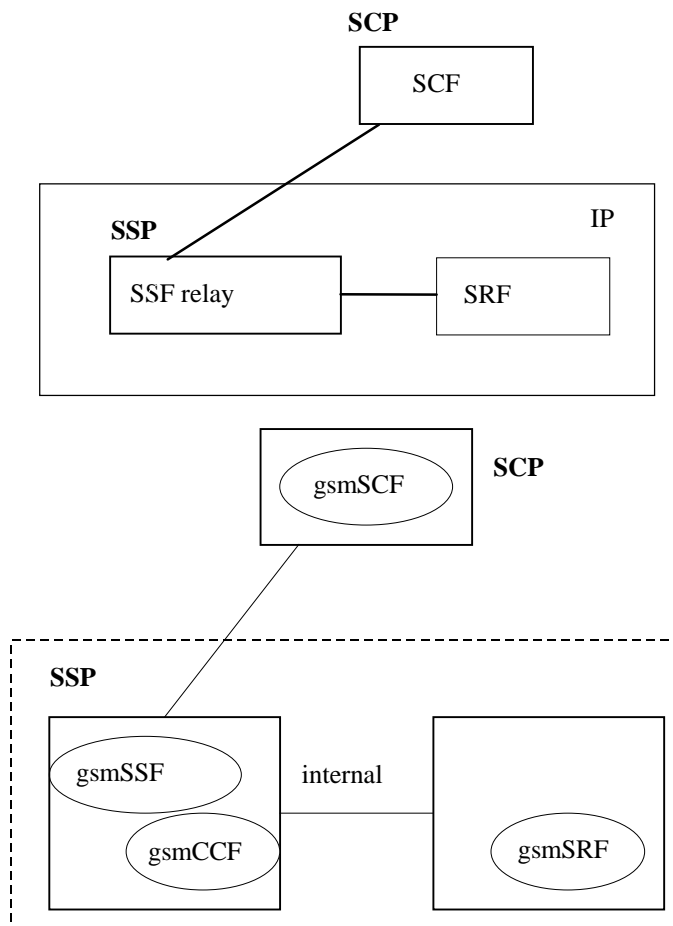 SCP
SCF
IP
SSP
SSF relay
SRF
gsmSCF
SCP
SSP
gsmSSF
internal
gsmCCF
gsmSRF